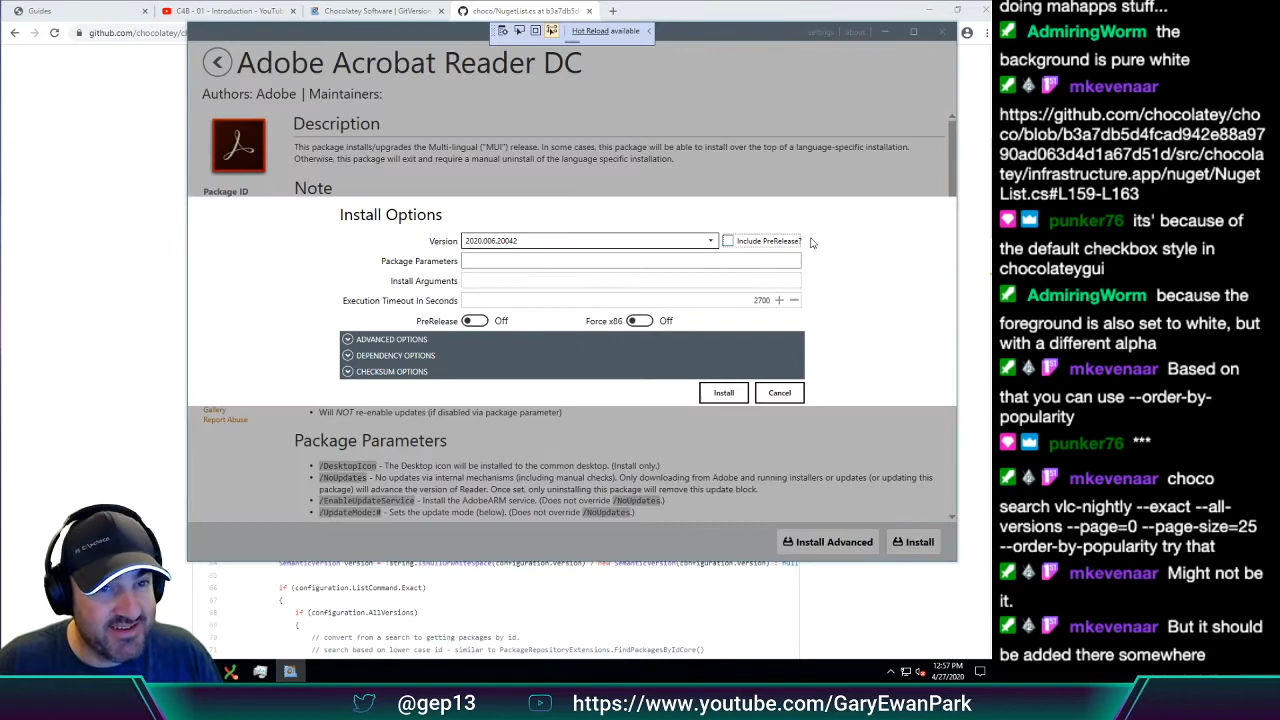 Guides
C4B - 01 - Introduction - YouTu
Chocolatey Software | GitVersion
choco/NugetList.cs at b3a7db5d
github.com/chocolatey/c
Hot Reload available
settings
about
Adobe Acrobat Reader DC
Authors: Adobe | Maintainers:
Description
This package installs/upgrades the Multi-lingual ("MUI") release. In some cases, this package will be able to install over the top of a language-specific installation.
Otherwise, this package will exit and require a manual uninstall of the language specific installation.
Package ID
Note
Install Options
Version 2020.006.20042 Include PreRelease?
Package Parameters
Install Arguments
Execution Timeout In Seconds 2700
PreRelease Off Force x86 Off
ADVANCED OPTIONS
DEPENDENCY OPTIONS
CHECKSUM OPTIONS
Install Cancel
Gallery
Report Abuse
• Will NOT re-enable updates (if disabled via package parameter)
Package Parameters
• /DesktopIcon - The Desktop icon will be installed to the common desktop. (Install only.)
• /NoUpdates - No updates via internal mechanisms (including manual checks). Only downloading from Adobe and running installers or updates (or updating this
package) will advance the version of Reader. Once set, only uninstalling this package will remove this update block.
• /EnableUpdateService - Install the AdobeARM service. (Does not override /NoUpdates.)
• /UpdateMode:# - Sets the update mode (below). (Does not override /NoUpdates.)
Install Advanced Install
65
66 if (configuration.ListCommand.Exact)
67 {
68 if (configuration.AllVersions)
69 {
70 // convert from a search to getting packages by id.
71 // search based on lower case id - similar to PackageRepositoryExtensions.FindPackagesByIdCore()
12:57 PM
4/27/2020
doing mahapps stuff...
AdmiringWorm the
background is pure white
mkevenaar
https://github.com/chocolatey/cho
co/blob/b3a7db5d4fcad942e88a97
90ad063d4d1a67d51d/src/chocola
tey/infrastructure.app/nuget/Nuget
List.cs#L159-L163
punker76 its' because of
the default checkbox style in
chocolateygui
AdmiringWorm because the
foreground is also set to white, but
with a different alpha
mkevenaar Based on
that you can use --order-by-
popularity
punker76 ***
mkevenaar choco
search vlc-nightly --exact --all-
versions --page=0 --page-size=25
--order-by-popularity try that
mkevenaar Might not be
it.
mkevenaar But it should
be added there somewhere
@gep13
https://www.youtube.com/GaryEwanPark